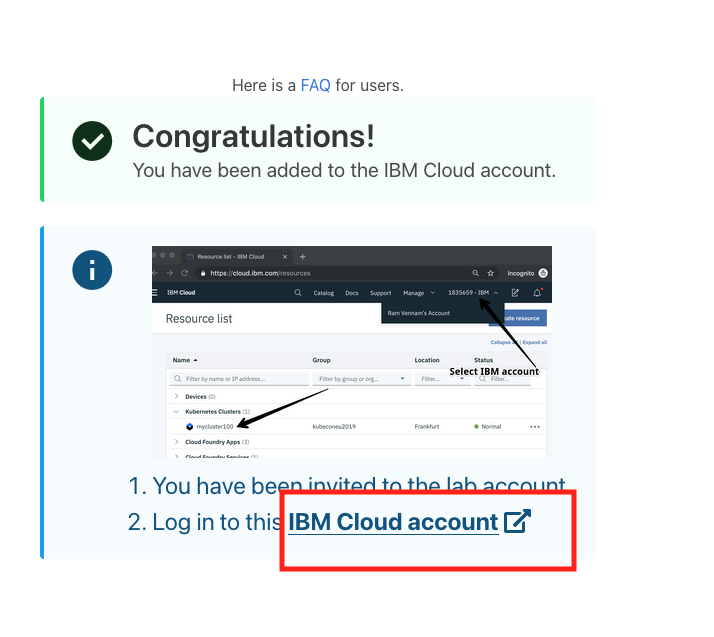 Here is a FAQ for users.
Congratulations!
You have been added to the IBM Cloud account.
Resource list - IBM Cloud
https://cloud.ibm.com/resources
Incognito
IBM Cloud
Catalog Docs Support Manage 1835659 - IBM
Ram Vennam's Account
Resource list
ate resource
Collapse all | Expand all
Select IBM account
Name Group Location Status
Filter by name or IP address... Filter by group or org... Filter... Filter...
Devices (0)
Kubernetes Clusters (1)
mycluster100 kubeconeu2019 Frankfurt Normal
Cloud Foundry Apps (3)
Cloud Foundry Services (1)
1. You have been invited to the lab account
2. Log in to this IBM Cloud account